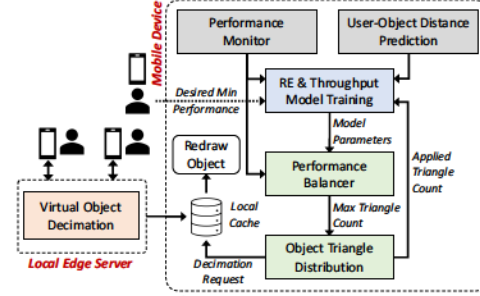 Performance
Monitor
User-Object Distance
Prediction
Mobile Device
Desired Min
Performance
RE & Throughput
Model Training
Model
Parameters
Applied
Triangle
Count
Redraw
Object
Performance
Balancer
Virtual Object
Decimation
Local
Cache
Max Triangle
Count
Local Edge Server
Decimation
Request
Object Triangle
Distribution